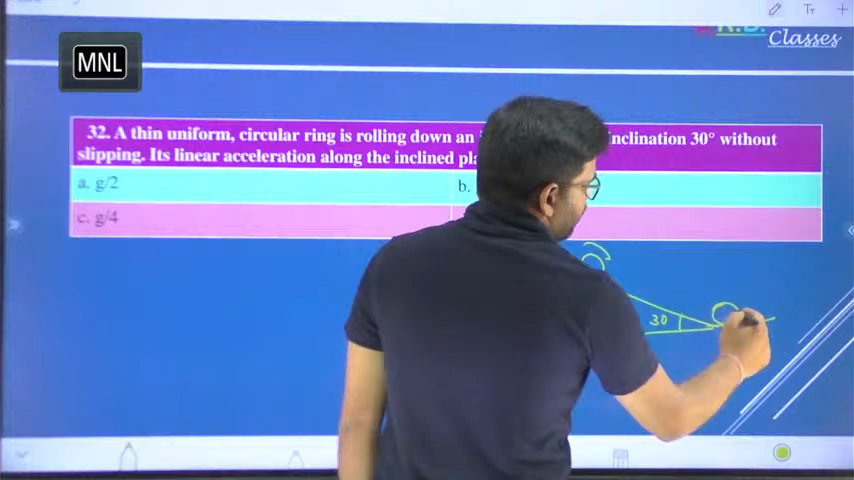 MNL
Classes
32. A thin uniform, circular ring is rolling down an inclination 30° without
slipping. Its linear acceleration along the inclined
a. g/2
b.
c. g/4
30